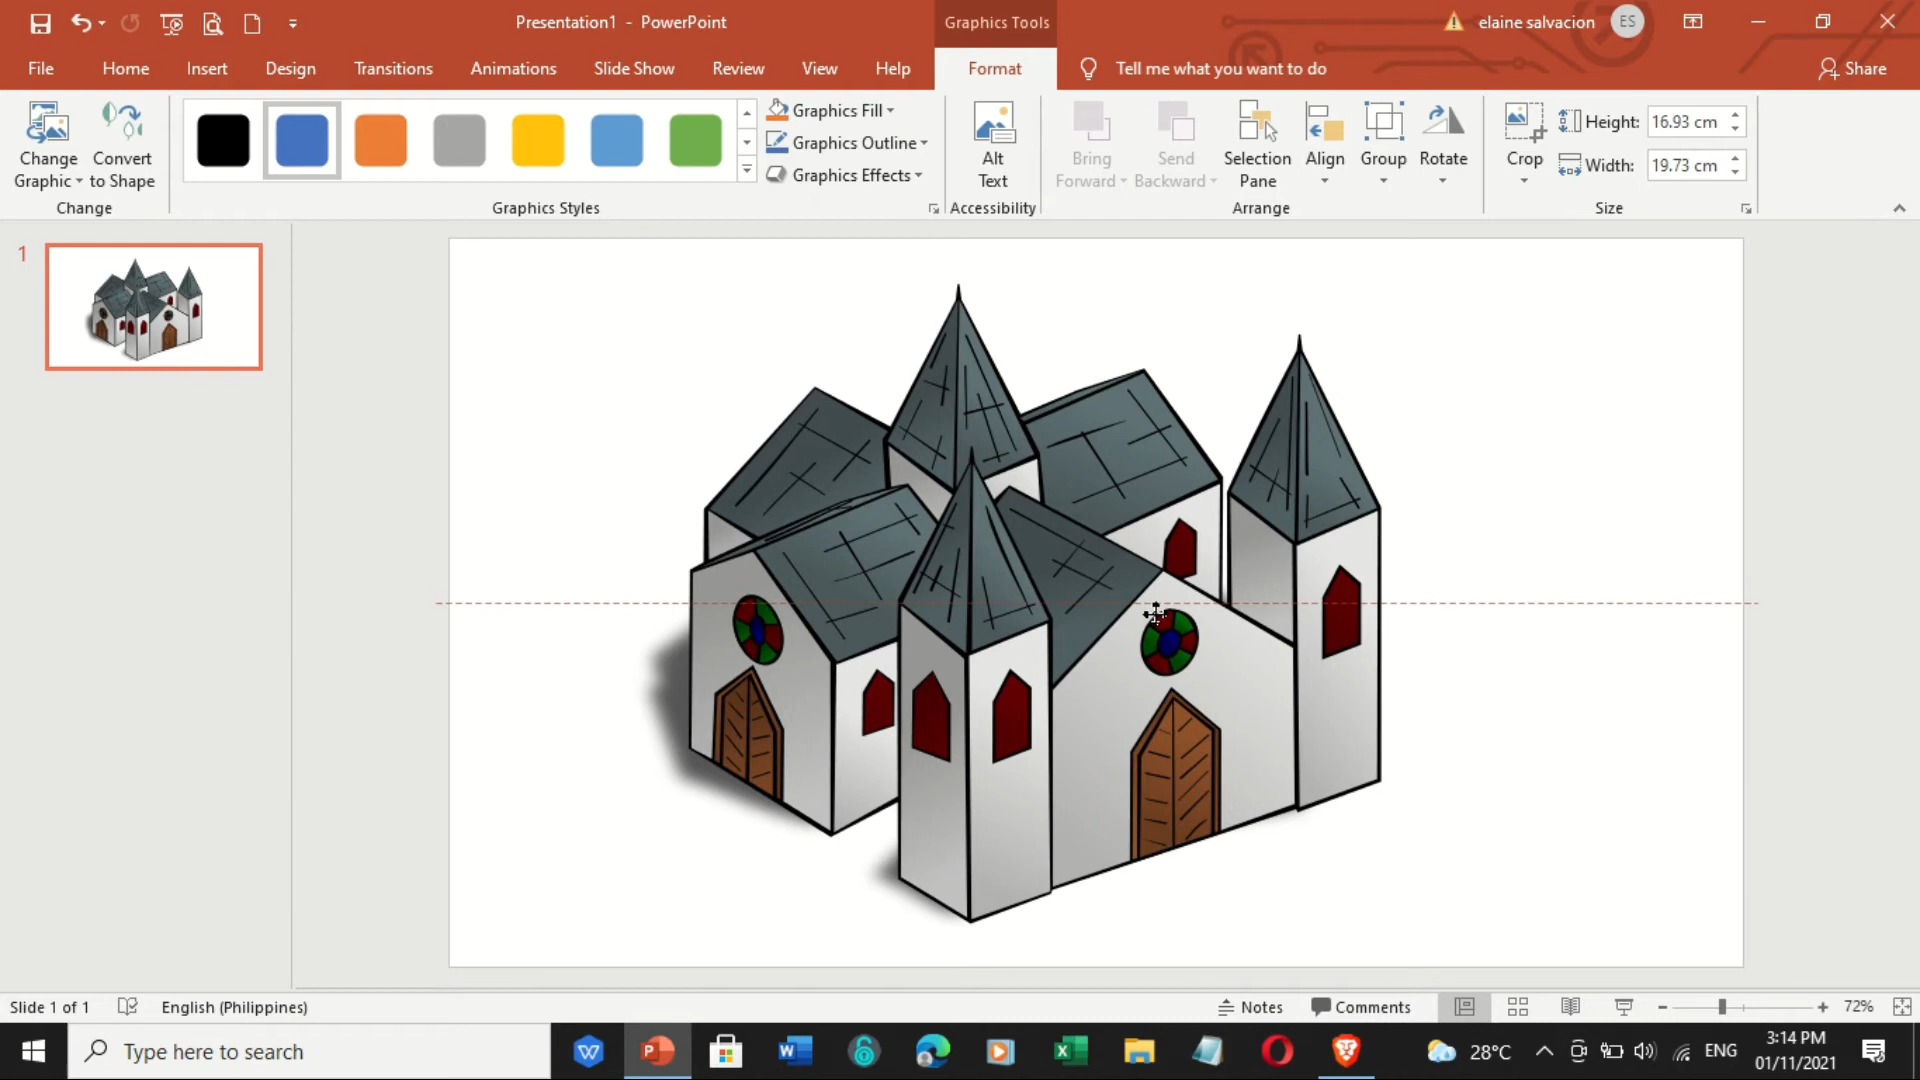 Presentation1 - PowerPoint
Graphics Tools
elaine salvacion
ES
File
Home
Insert
Design
Transitions
Animations
Slide Show
Review
View
Help
Format
Tell me what you want to do
Share
Change
Graphic
Convert
to Shape
Change
Graphics Fill
Graphics Outline
Graphics Effects
Graphics Styles
Alt
Text
Accessibility
Bring
Forward
Send
Backward
Selection
Pane
Align
Group
Rotate
Arrange
Crop
Height: 16.93 cm
Width: 19.73 cm
Size
1
Slide 1 of 1
English (Philippines)
Notes
Comments
72%
Type here to search
28°C
ENG
3:14 PM
01/11/2021